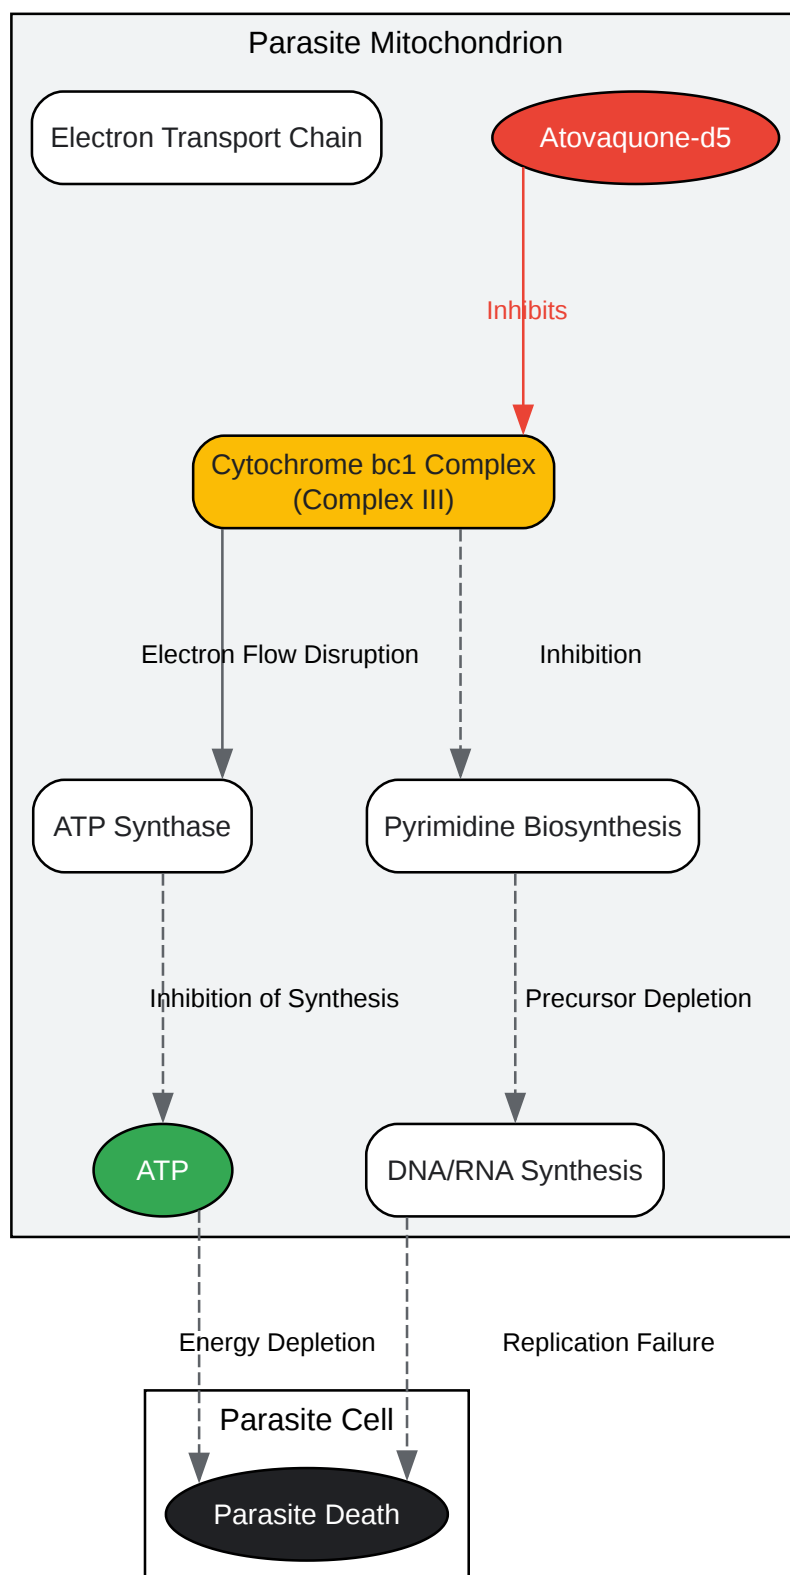 Parasite Mitochondrion
Electron Transport Chain
Atovaquone-d5
Inhibits
Cytochrome bc1 Complex
(Complex III)
Electron Flow Disruption
Inhibition
ATP Synthase
Pyrimidine Biosynthesis
Inhibition of Synthesis
Precursor Depletion
ATP
DNA/RNA Synthesis
Energy Depletion
Replication Failure
Parasite Cell
Parasite Death